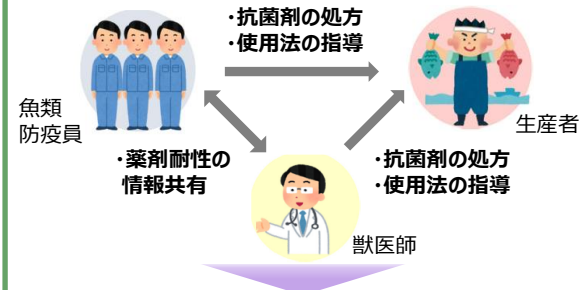 ・抗菌剤の処方
・使用法の指導
魚類
防疫員
生産者
・薬剤耐性の
情報共有
・抗菌剤の処方
・使用法の指導
獣医師